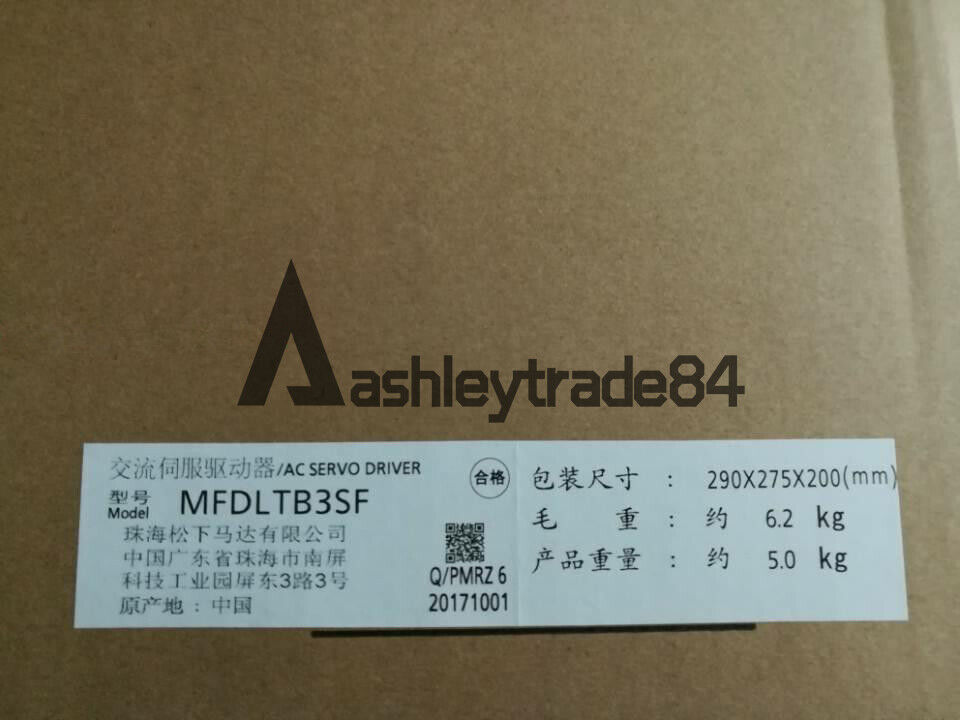 Aashleytrade84
交流伺服驱动器/AC SERVO DRIVER
型号
Model MFDLTB3SF
珠海松下马达有限公司
中国广东省珠海市南屏
科技工业园屏东3路3号
原产地：中国
合格
Q/PMRZ 6
20171001
包装尺寸 ： 290X275X200(mm)
毛 重 ： 约 6.2 kg
产品重量 ： 约 5.0 kg